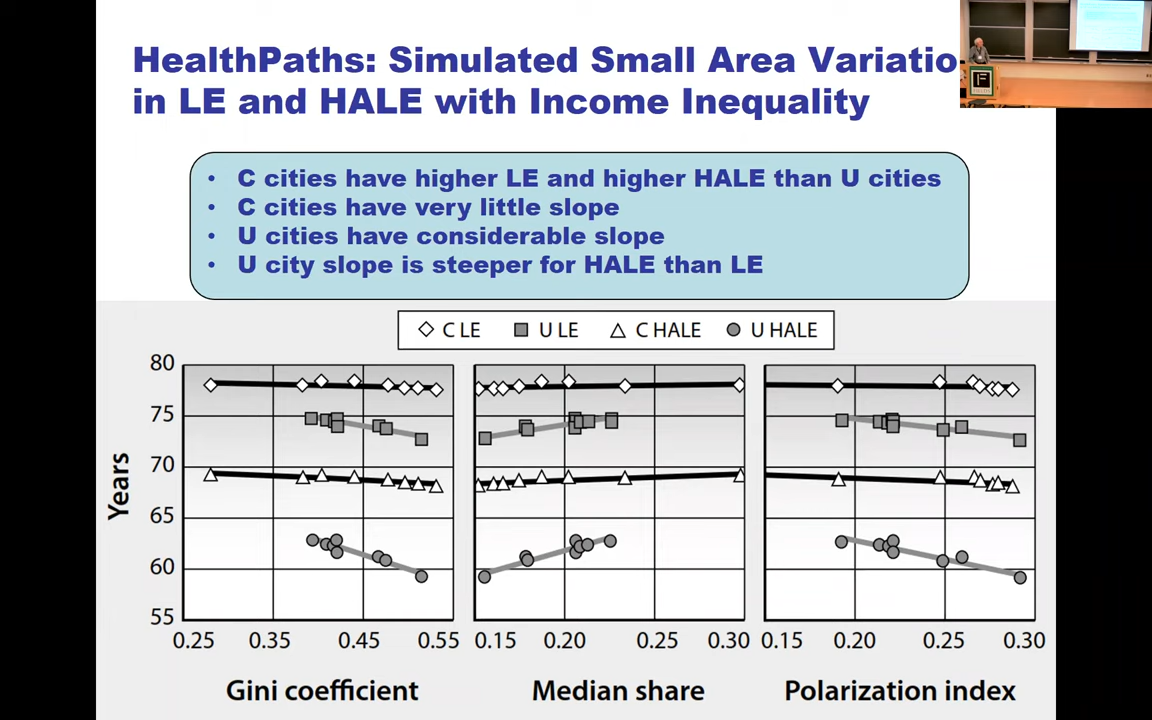 HealthPaths: Simulated Small Area Variatio
in LE and HALE with Income Inequality
• C cities have higher LE and higher HALE than U cities
• C cities have very little slope
• U cities have considerable slope
• U city slope is steeper for HALE than LE
C LE U LE C HALE U HALE
80
75
70
65
60
55
Years
0.25 0.35 0.45 0.55
0.15 0.20 0.25 0.30
0.15 0.20 0.25 0.30
Gini coefficient
Median share
Polarization index